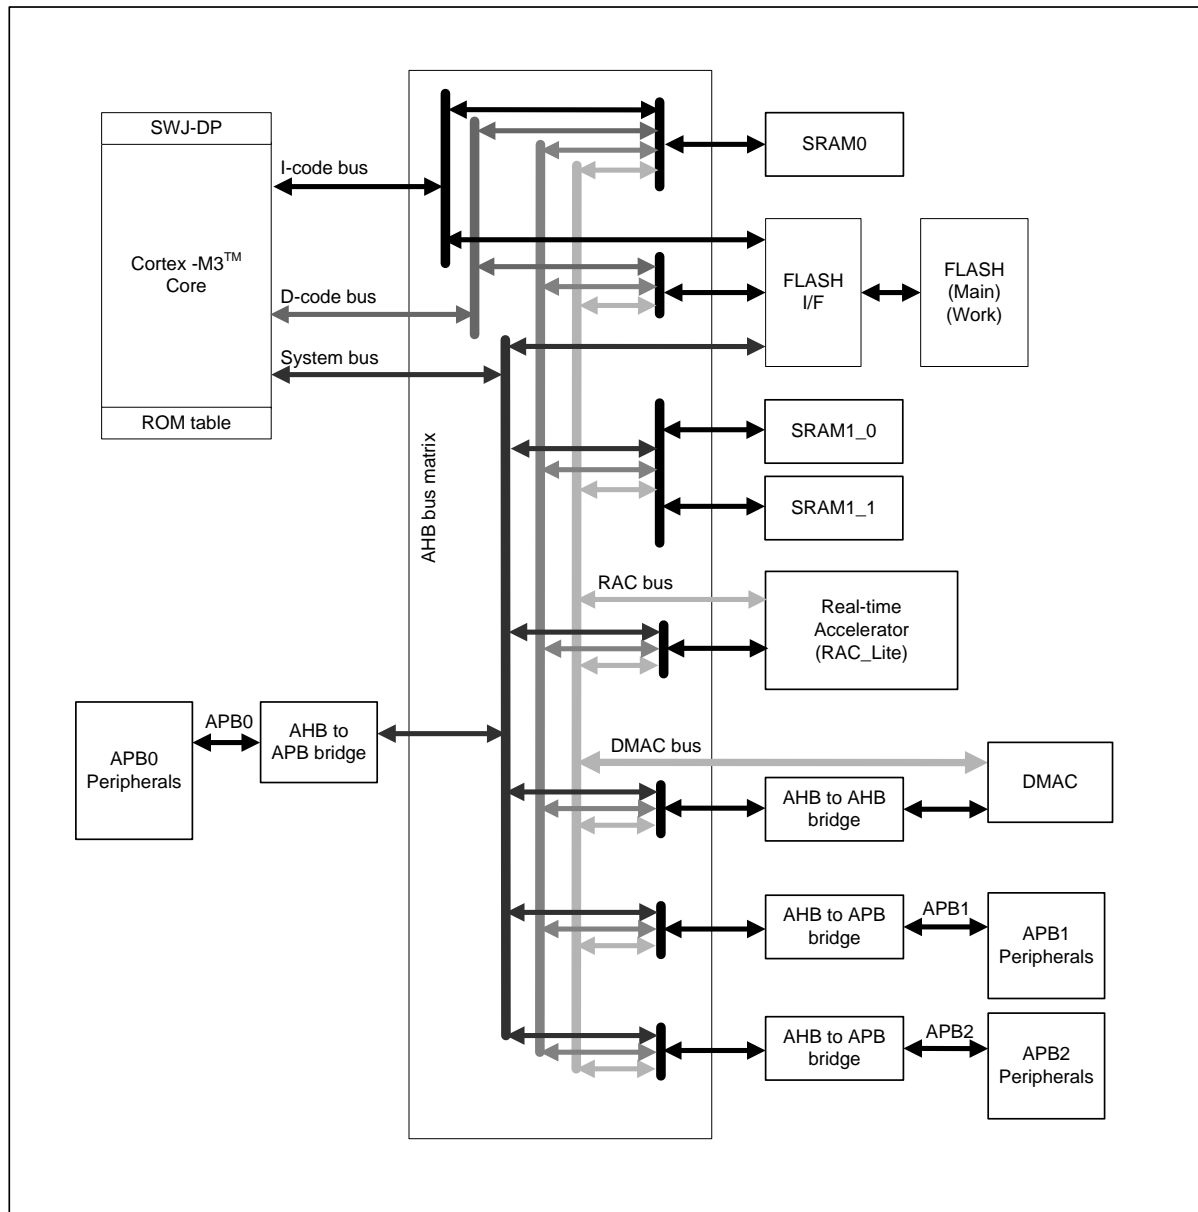 SWJ-DP
SRAM0
I-code bus
Cortex -M3™
Core
FLASH
I/F
FLASH
(Main)
(Work)
D-code bus
System bus
ROM table
AHB bus matrix
SRAM1_0
SRAM1_1
RAC bus
Real-time
Accelerator
(RAC_Lite)
APB0
Peripherals
APB0
AHB to
APB bridge
DMAC bus
DMAC
AHB to AHB
bridge
AHB to APB
bridge
APB1
APB1
Peripherals
AHB to APB
bridge
APB2
APB2
Peripherals